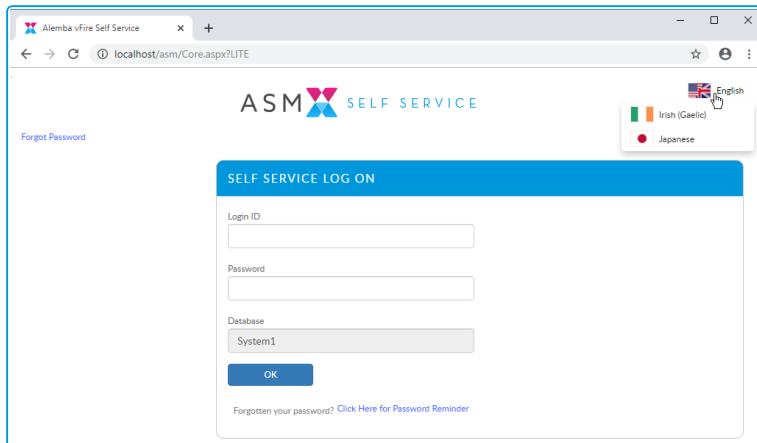 Alemba vFire Self Service
localhost/asm/Core.aspx?LITE
ASM SELF SERVICE
English
Irish (Gaelic)
Japanese
Forgot Password
SELF SERVICE LOG ON
Login ID
Password
Database
System1
OK
Forgotten your password? Click Here for Password Reminder